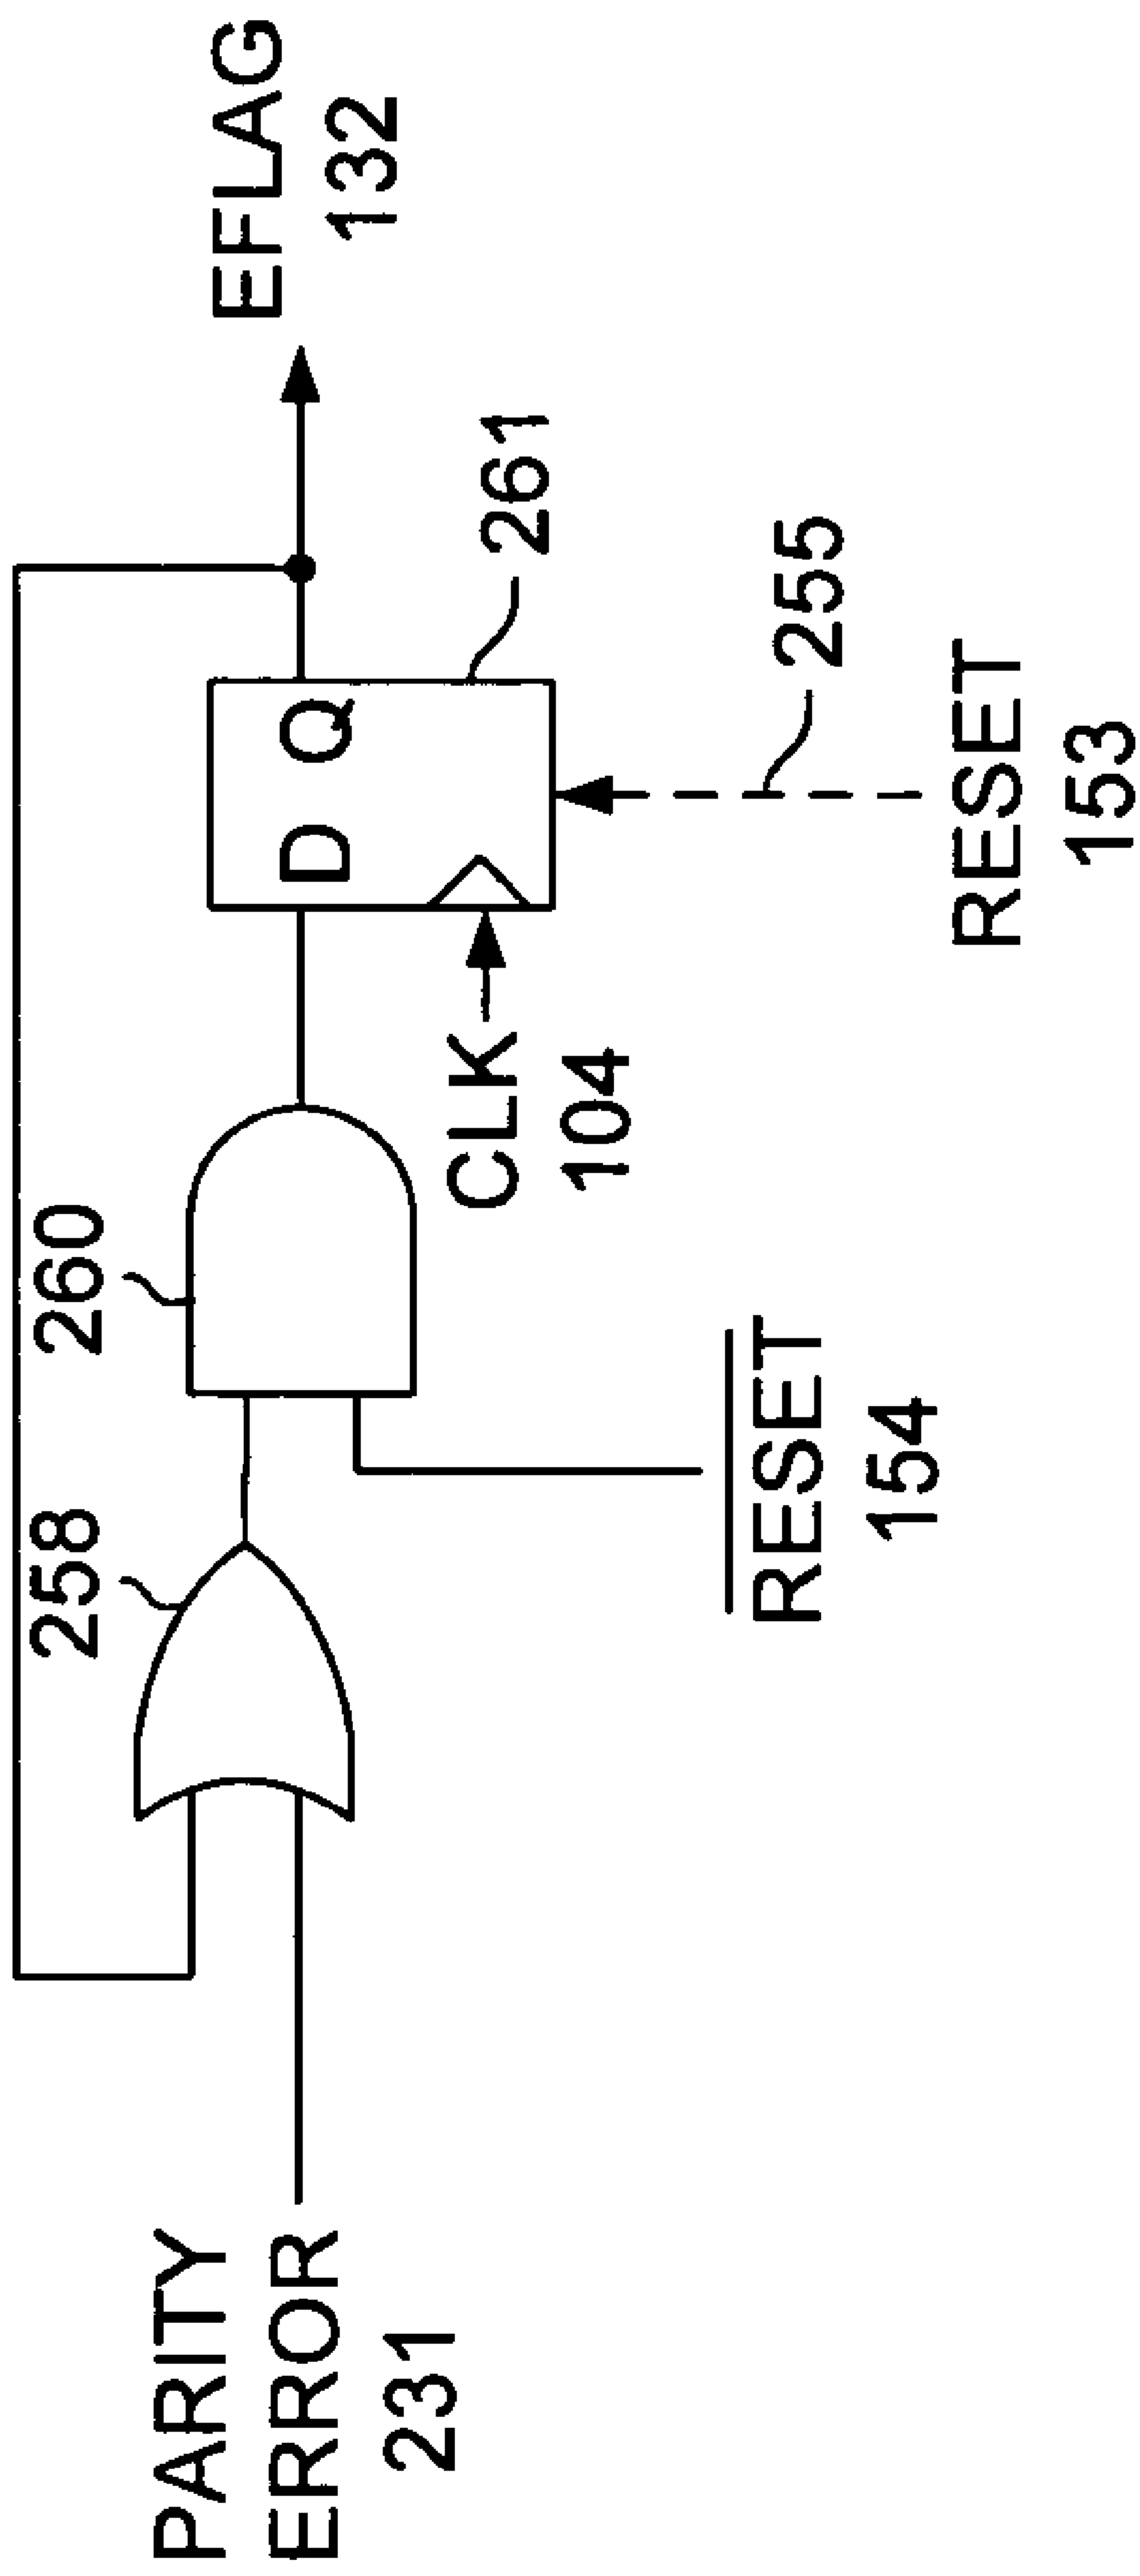 PARITY
ERROR
231
258
260
RESET
154
CLK
104
D Q
261
255
RESET
153
EFLAG
132